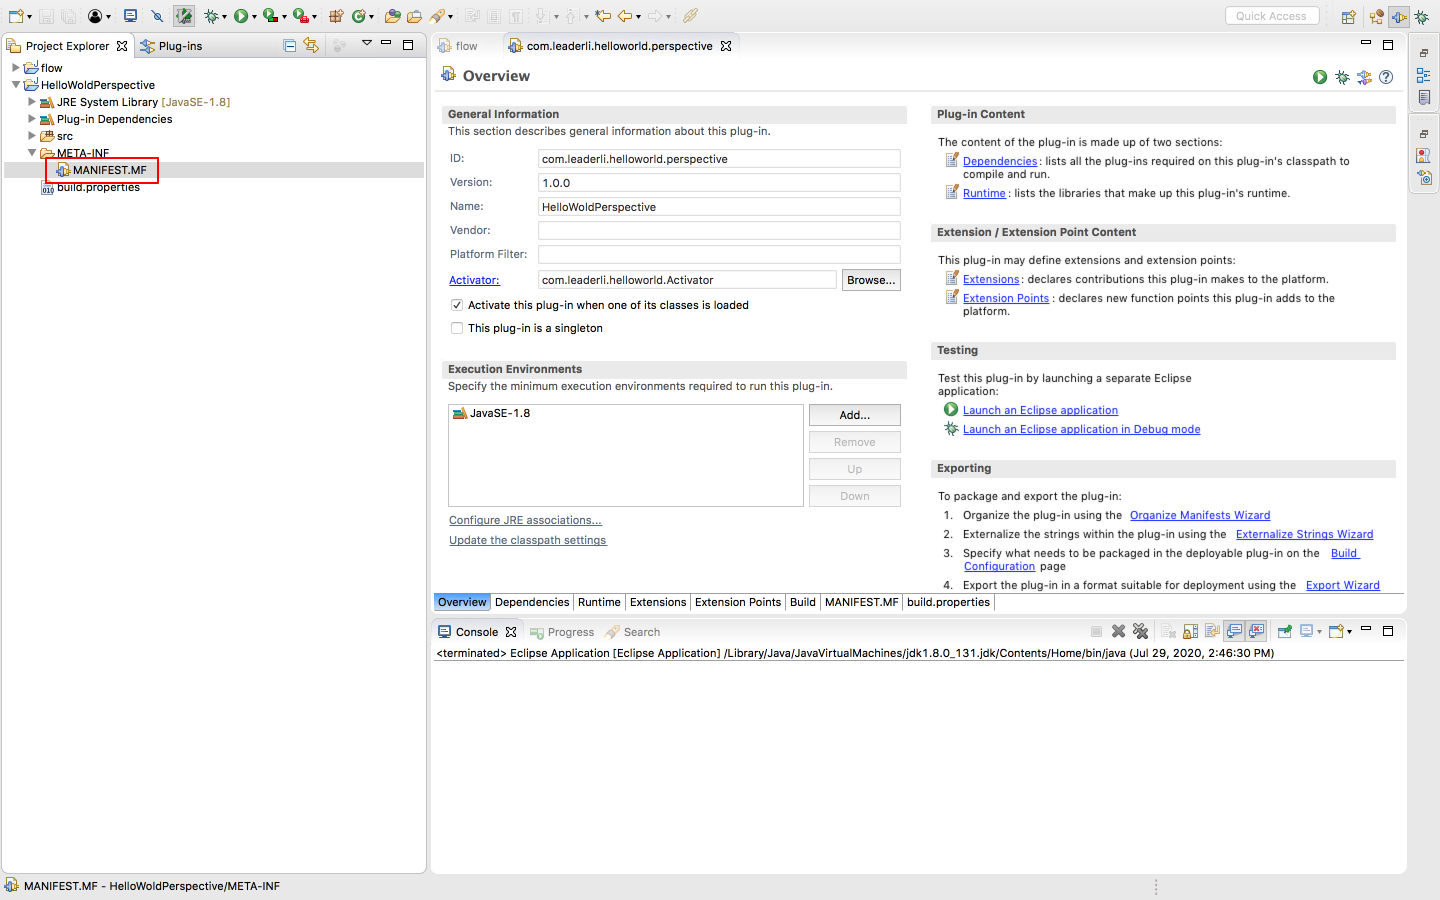 Quick Access
Project Explorer
Plug-ins
flow
HelloWoldPerspective
JRE System Library [JavaSE-1.8]
Plug-in Dependencies
src
META-INF
MANIFEST.MF
build.properties
flow
com.leaderli.helloworld.perspective
Overview
General Information
This section describes general information about this plug-in.
ID:
com.leaderli.helloworld.perspective
Version:
1.0.0
Name:
HelloWoldPerspective
Vendor:
Platform Filter:
Activator:
com.leaderli.helloworld.Activator
Browse...
Activate this plug-in when one of its classes is loaded
This plug-in is a singleton
Execution Environments
Specify the minimum execution environments required to run this plug-in.
JavaSE-1.8
Add...
Remove
Up
Down
Configure JRE associations...
Update the classpath settings
Plug-in Content
The content of the plug-in is made up of two sections:
Dependencies: lists all the plug-ins required on this plug-in's classpath to
compile and run.
Runtime: lists the libraries that make up this plug-in's runtime.
Extension / Extension Point Content
This plug-in may define extensions and extension points:
Extensions: declares contributions this plug-in makes to the platform.
Extension Points: declares new function points this plug-in adds to the
platform.
Testing
Test this plug-in by launching a separate Eclipse
application:
Launch an Eclipse application
Launch an Eclipse application in Debug mode
Exporting
To package and export the plug-in:
1. Organize the plug-in using the Organize Manifests Wizard
2. Externalize the strings within the plug-in using the Externalize Strings Wizard
3. Specify what needs to be packaged in the deployable plug-in on the Build
Configuration page
4. Export the plug-in in a format suitable for deployment using the Export Wizard
Overview Dependencies Runtime Extensions Extension Points Build MANIFEST.MF build.properties
Console
Progress
Search
<terminated> Eclipse Application [Eclipse Application] /Library/Java/JavaVirtualMachines/jdk1.8.0_131.jdk/Contents/Home/bin/java (Jul 29, 2020, 2:46:30 PM)
MANIFEST.MF - HelloWoldPerspective/META-INF